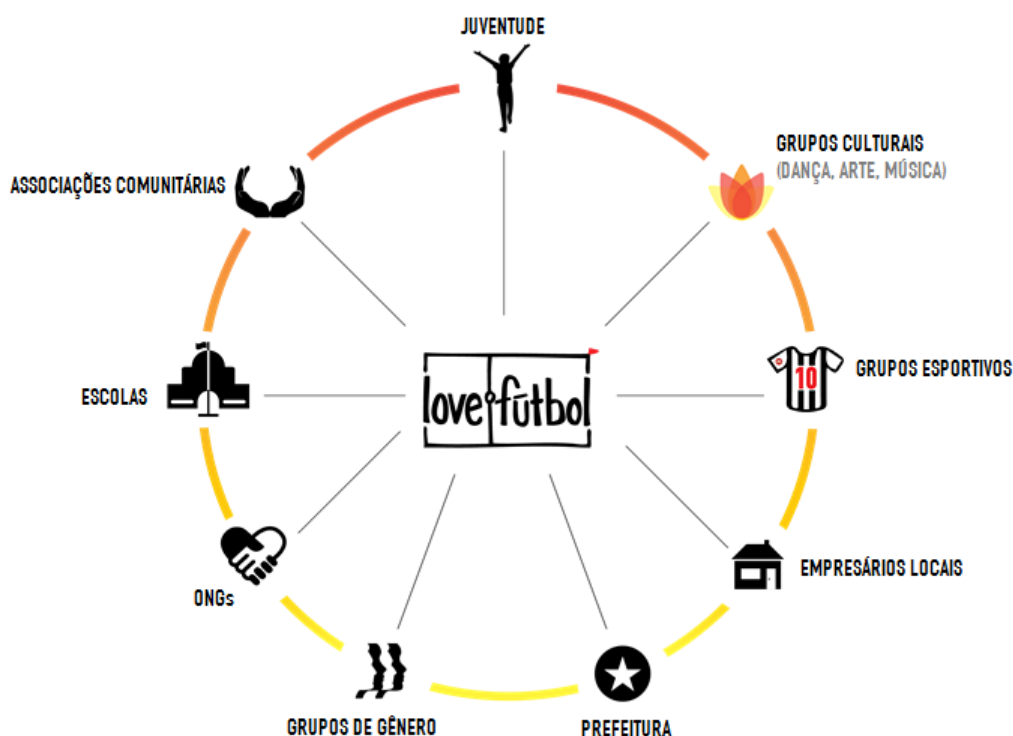 JUVENTUDE
GRUPOS CULTURAIS
(DANÇA, ARTE, MÚSICA)
ASSOCIAÇÕES COMUNITÁRIAS
GRUPOS ESPORTIVOS
10
ESCOLAS
love fútbol
EMPRESÁRIOS LOCAIS
ONGs
GRUPOS DE GÊNERO
PREFEITURA